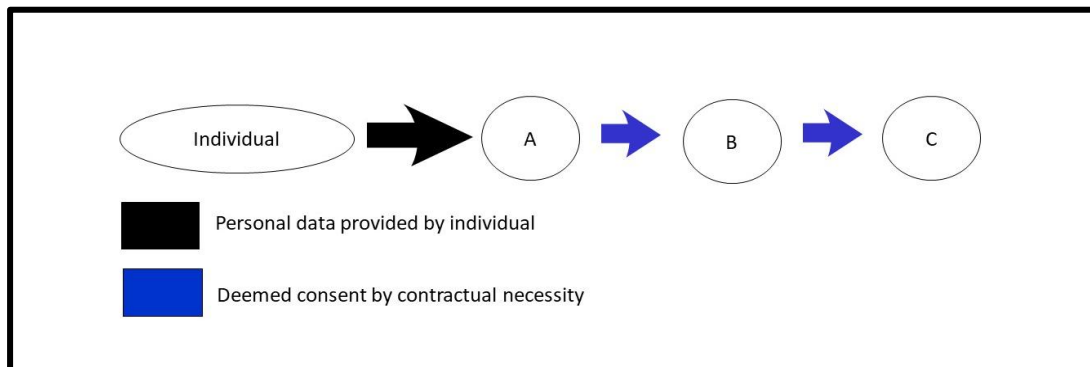 Individual
A
B
C
Personal data provided by individual
Deemed consent by contractual necessity